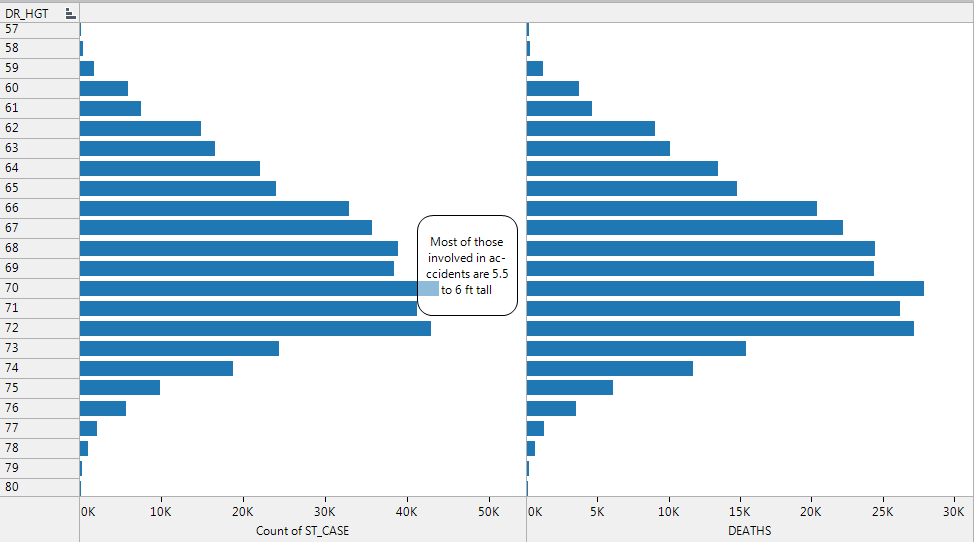 DR_HGT
57
58
59
60
61
62
63
64
65
66
67
68
69
70
71
72
73
74
75
76
77
78
79
80
Most of those
involved in ac-
ccidents are 5.5
to 6 ft tall
0K 10K 20K 30K 40K 50K
Count of ST_CASE
0K 5K 10K 15K 20K 25K 30K
DEATHS